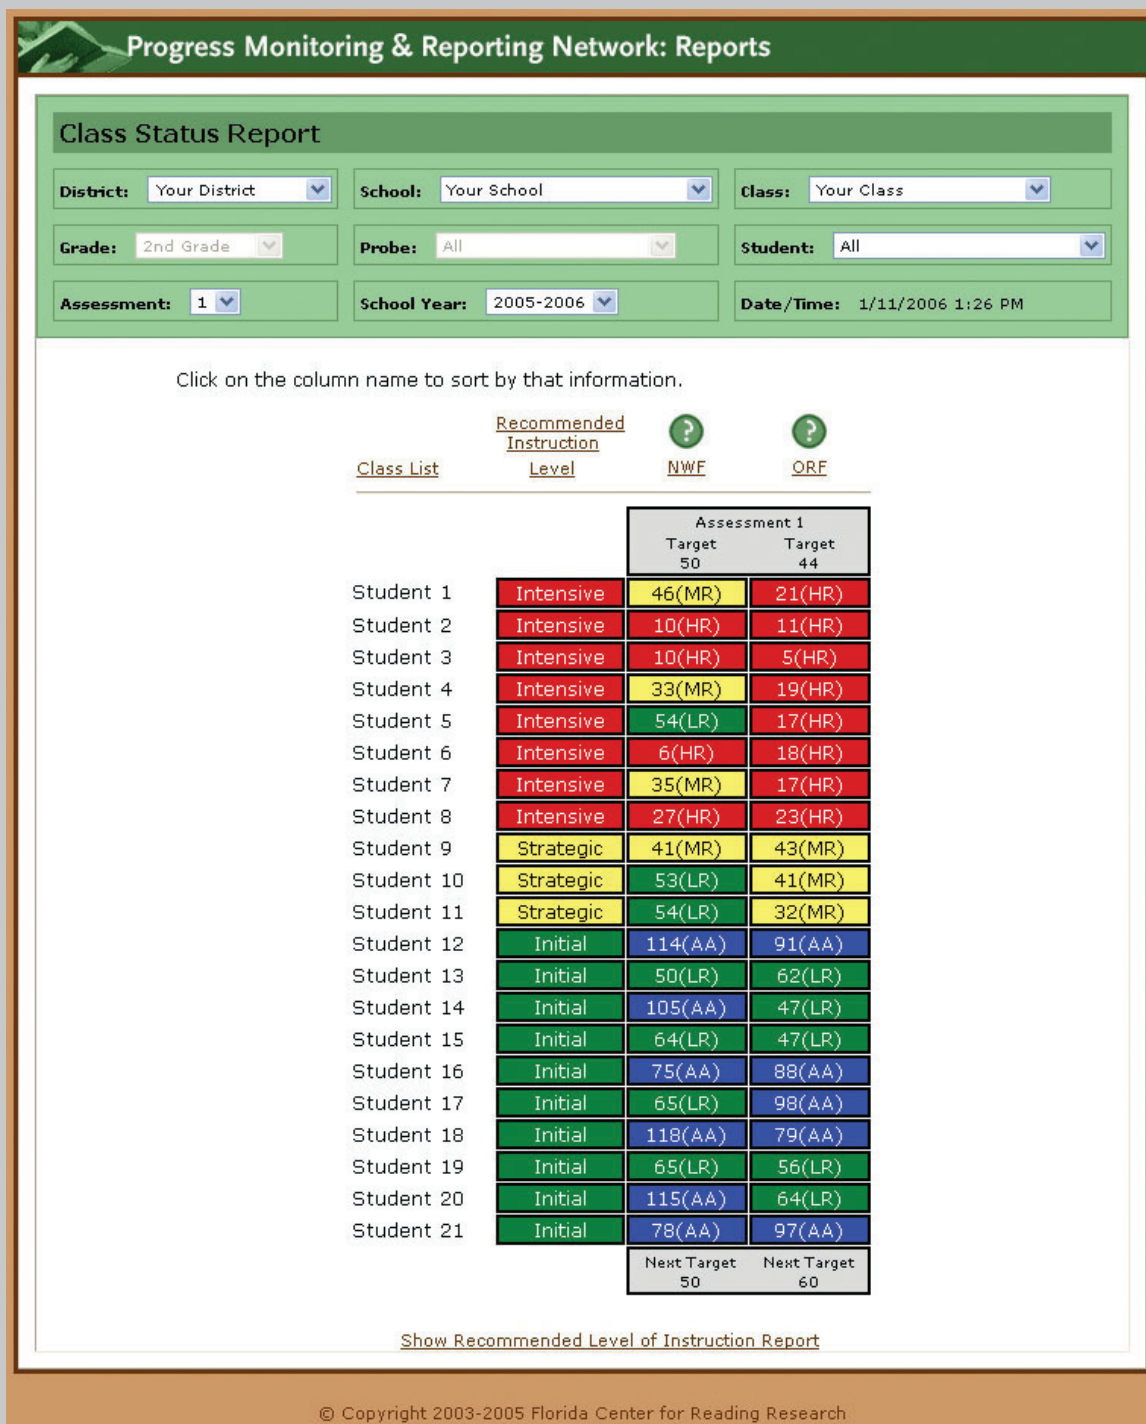 Progress Monitoring & Reporting Network: Reports
Class Status Report
District: Your District School: Your School Class: Your Class
Grade: 2nd Grade Probe: All Student: All
Assessment: 1 School Year: 2005-2006 Date/Time: 1/11/2006 1:26 PM
Click on the column name to sort by that information.
Recommended ? ?
Instruction
Class List Level NWF ORF
Assessment 1
Target Target
50 44
Student 1 Intensive 46(MR) 21(HR)
Student 2 Intensive 10(HR) 11(HR)
Student 3 Intensive 10(HR) 5(HR)
Student 4 Intensive 33(MR) 19(HR)
Student 5 Intensive 54(LR) 17(HR)
Student 6 Intensive 6(HR) 18(HR)
Student 7 Intensive 35(MR) 17(HR)
Student 8 Intensive 27(HR) 23(HR)
Student 9 Strategic 41(MR) 43(MR)
Student 10 Strategic 53(LR) 41(MR)
Student 11 Strategic 54(LR) 32(MR)
Student 12 Initial 114(AA) 91(AA)
Student 13 Initial 50(LR) 62(LR)
Student 14 Initial 105(AA) 47(LR)
Student 15 Initial 64(LR) 47(LR)
Student 16 Initial 75(AA) 88(AA)
Student 17 Initial 65(LR) 98(AA)
Student 18 Initial 118(AA) 79(AA)
Student 19 Initial 65(LR) 56(LR)
Student 20 Initial 115(AA) 64(LR)
Student 21 Initial 78(AA) 97(AA)
Next Target Next Target
50 60
Show Recommended Level of Instruction Report
© Copyright 2003-2005 Florida Center for Reading Research